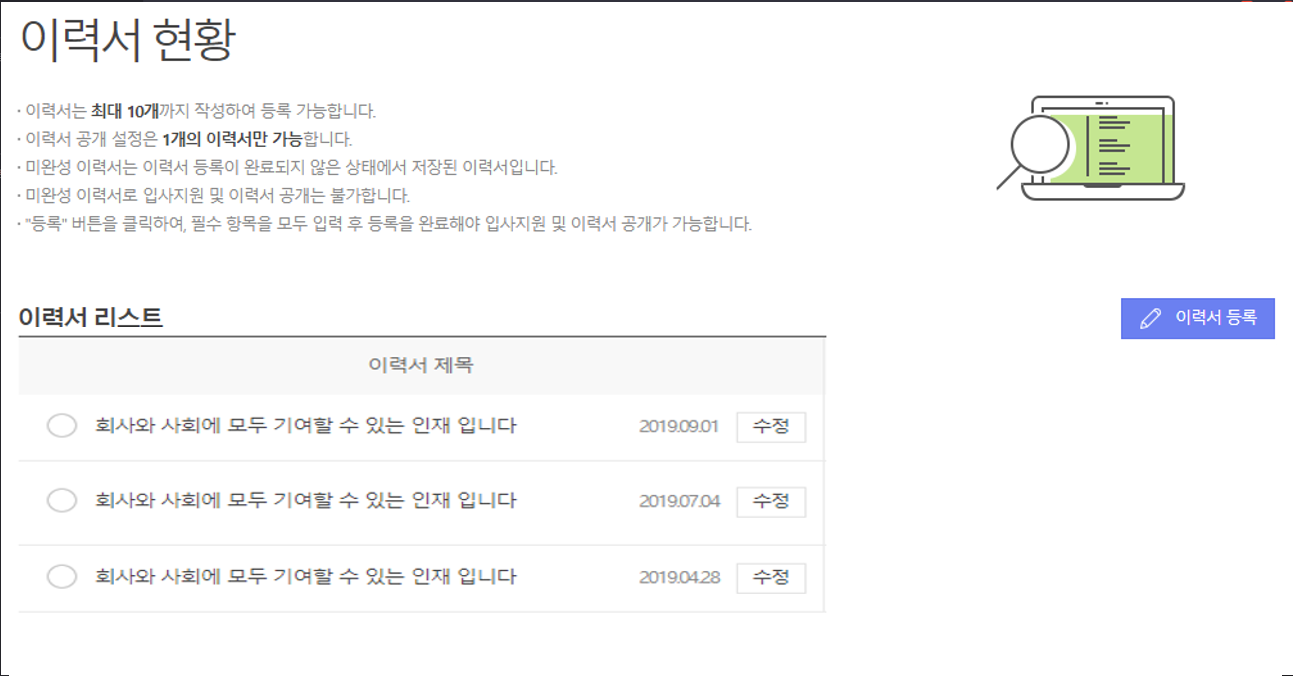 이력서 현황
· 이력서는 최대 10개까지 작성하여 등록 가능합니다.
· 이력서 공개 설정은 1개의 이력서만 가능합니다.
· 미완성 이력서는 이력서 등록이 완료되지 않은 상태에서 저장된 이력서입니다.
· 미완성 이력서로 입사지원 및 이력서 공개는 불가합니다.
· "등록" 버튼을 클릭하여, 필수 항목을 모두 입력 후 등록을 완료해야 입사지원 및 이력서 공개가 가능합니다.
이력서 리스트
이력서 등록
이력서 제목
회사와 사회에 모두 기여할 수 있는 인재 입니다 2019.09.01 수정
회사와 사회에 모두 기여할 수 있는 인재 입니다 2019.07.04 수정
회사와 사회에 모두 기여할 수 있는 인재 입니다 2019.04.28 수정